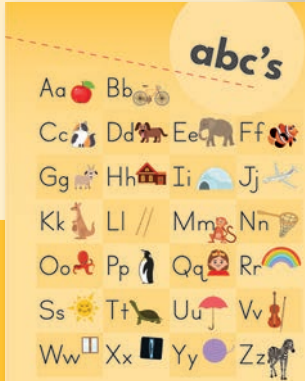 abc's
Aa Bb
Cc Dd Ee Ff
Gg Hh Ii Jj
Kk Ll Mm Nn
Oo Pp Qq Rr
Ss Tt Uu Vv
Ww Xx Yy Zz